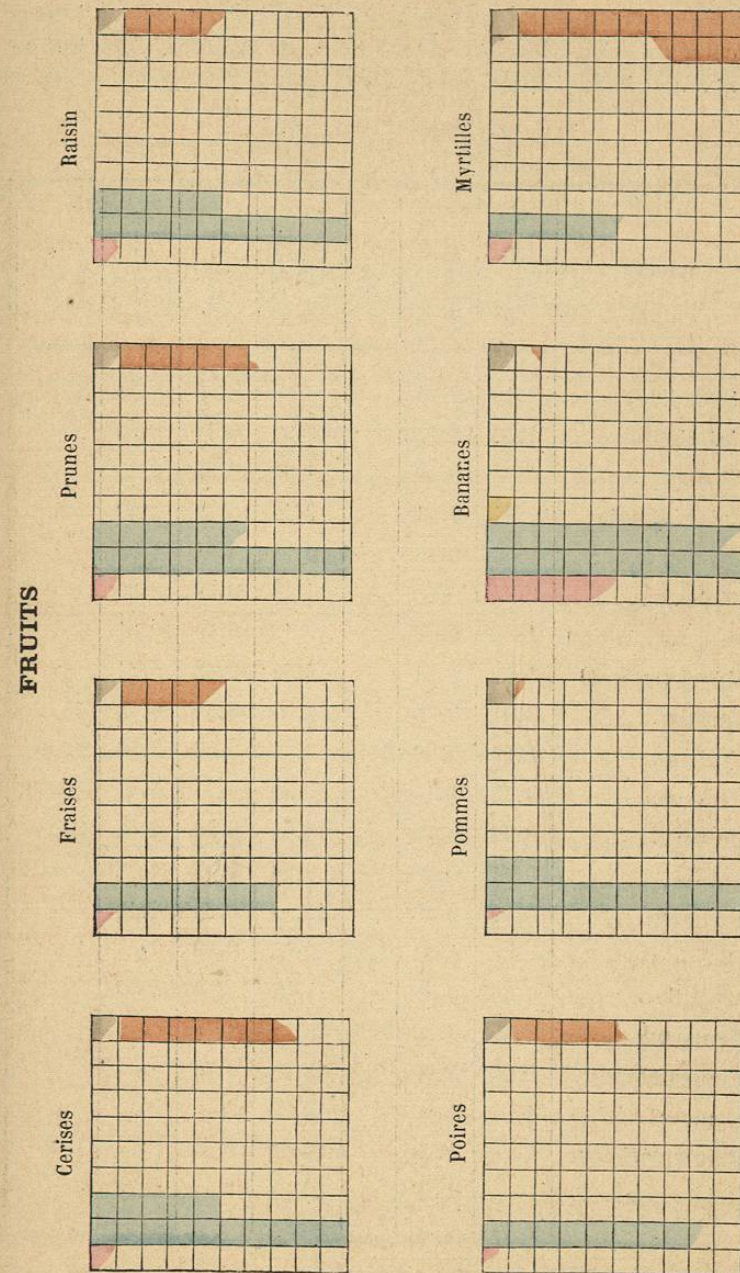 FRUITS
Cerises
Fraises
Prunes
Raisin
Poires
Pommes
Bananes
Myrtilles